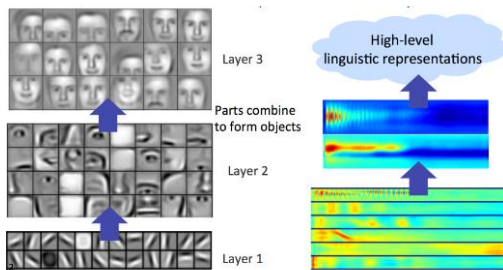 High-level
linguistic representations
Layer 3
Parts combine
to form objects
Layer 2
Layer 1